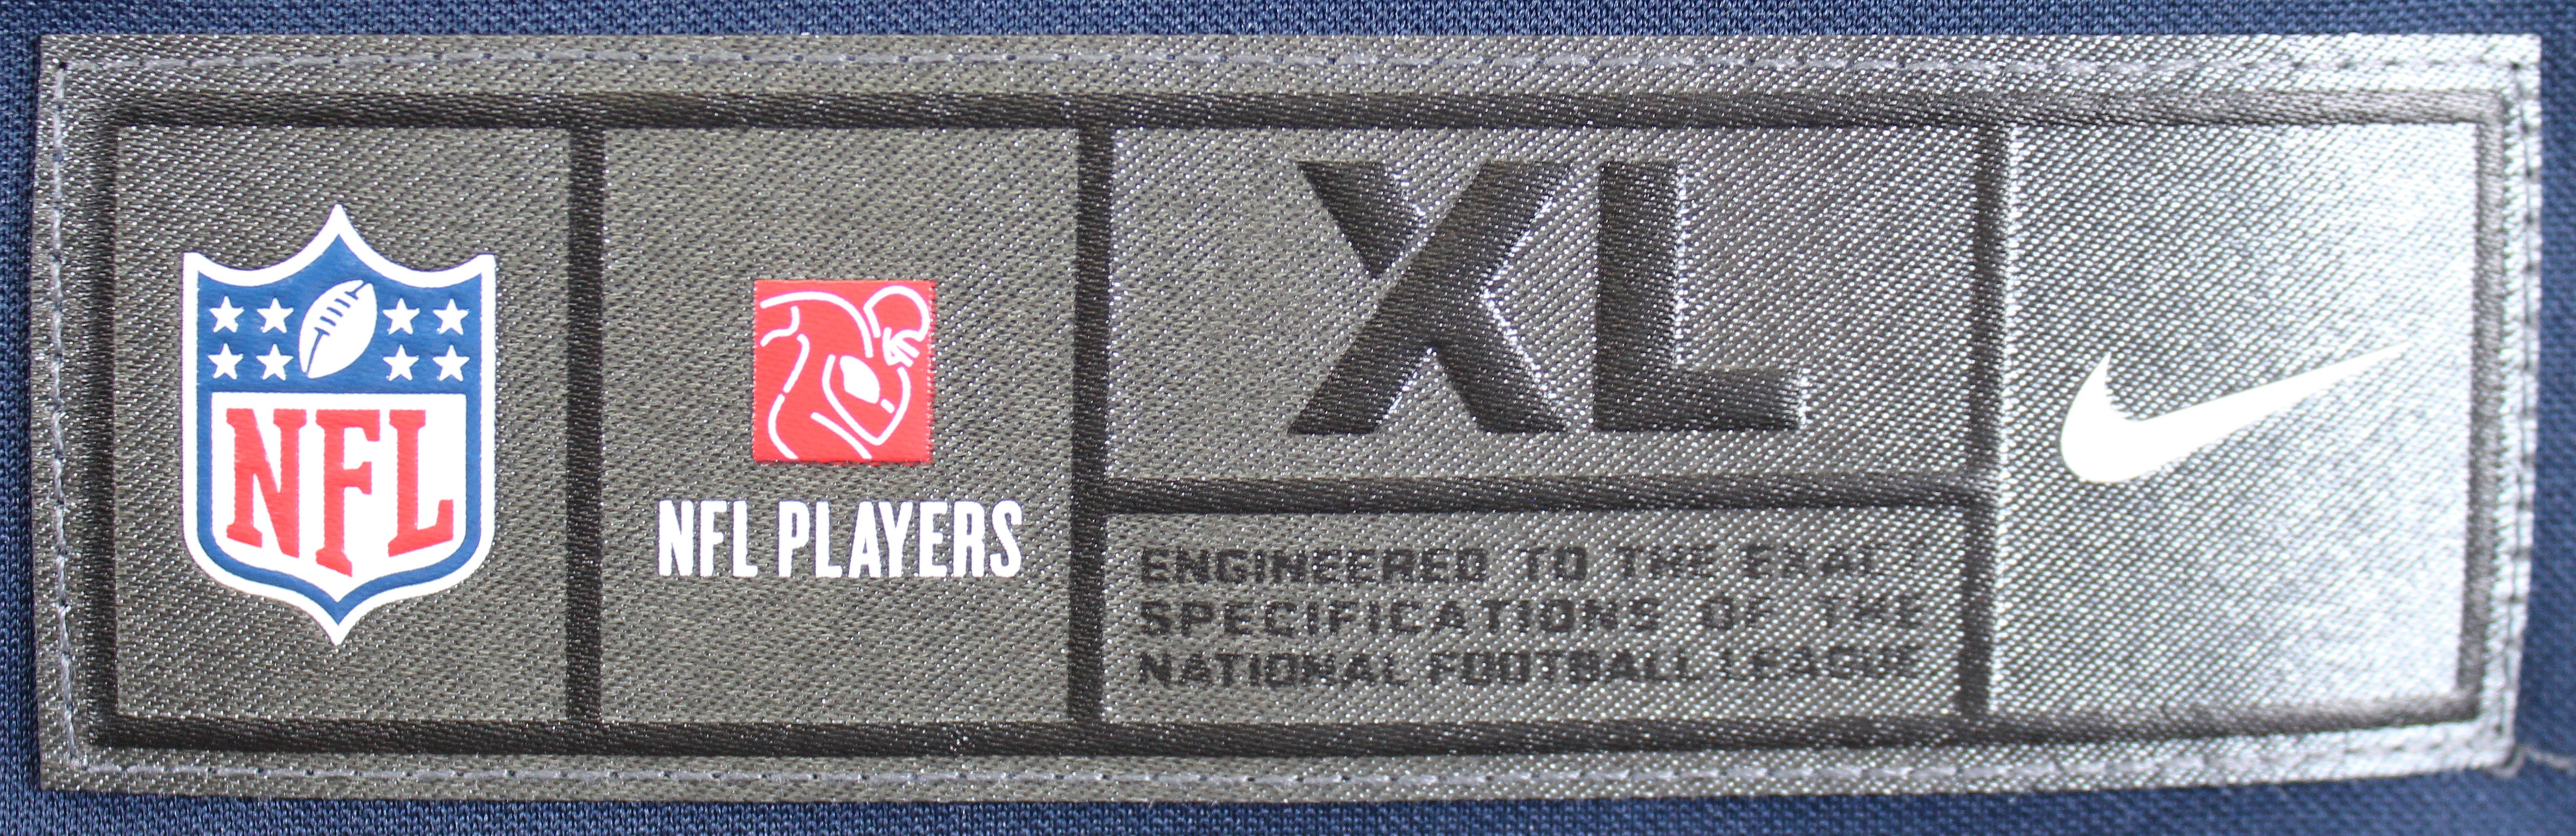 NFL
NFL PLAYERS
XL
ENGINEERED TO THE EXACT
SPECIFICATIONS OF THE
NATIONAL FOOTBALL LEAGUE